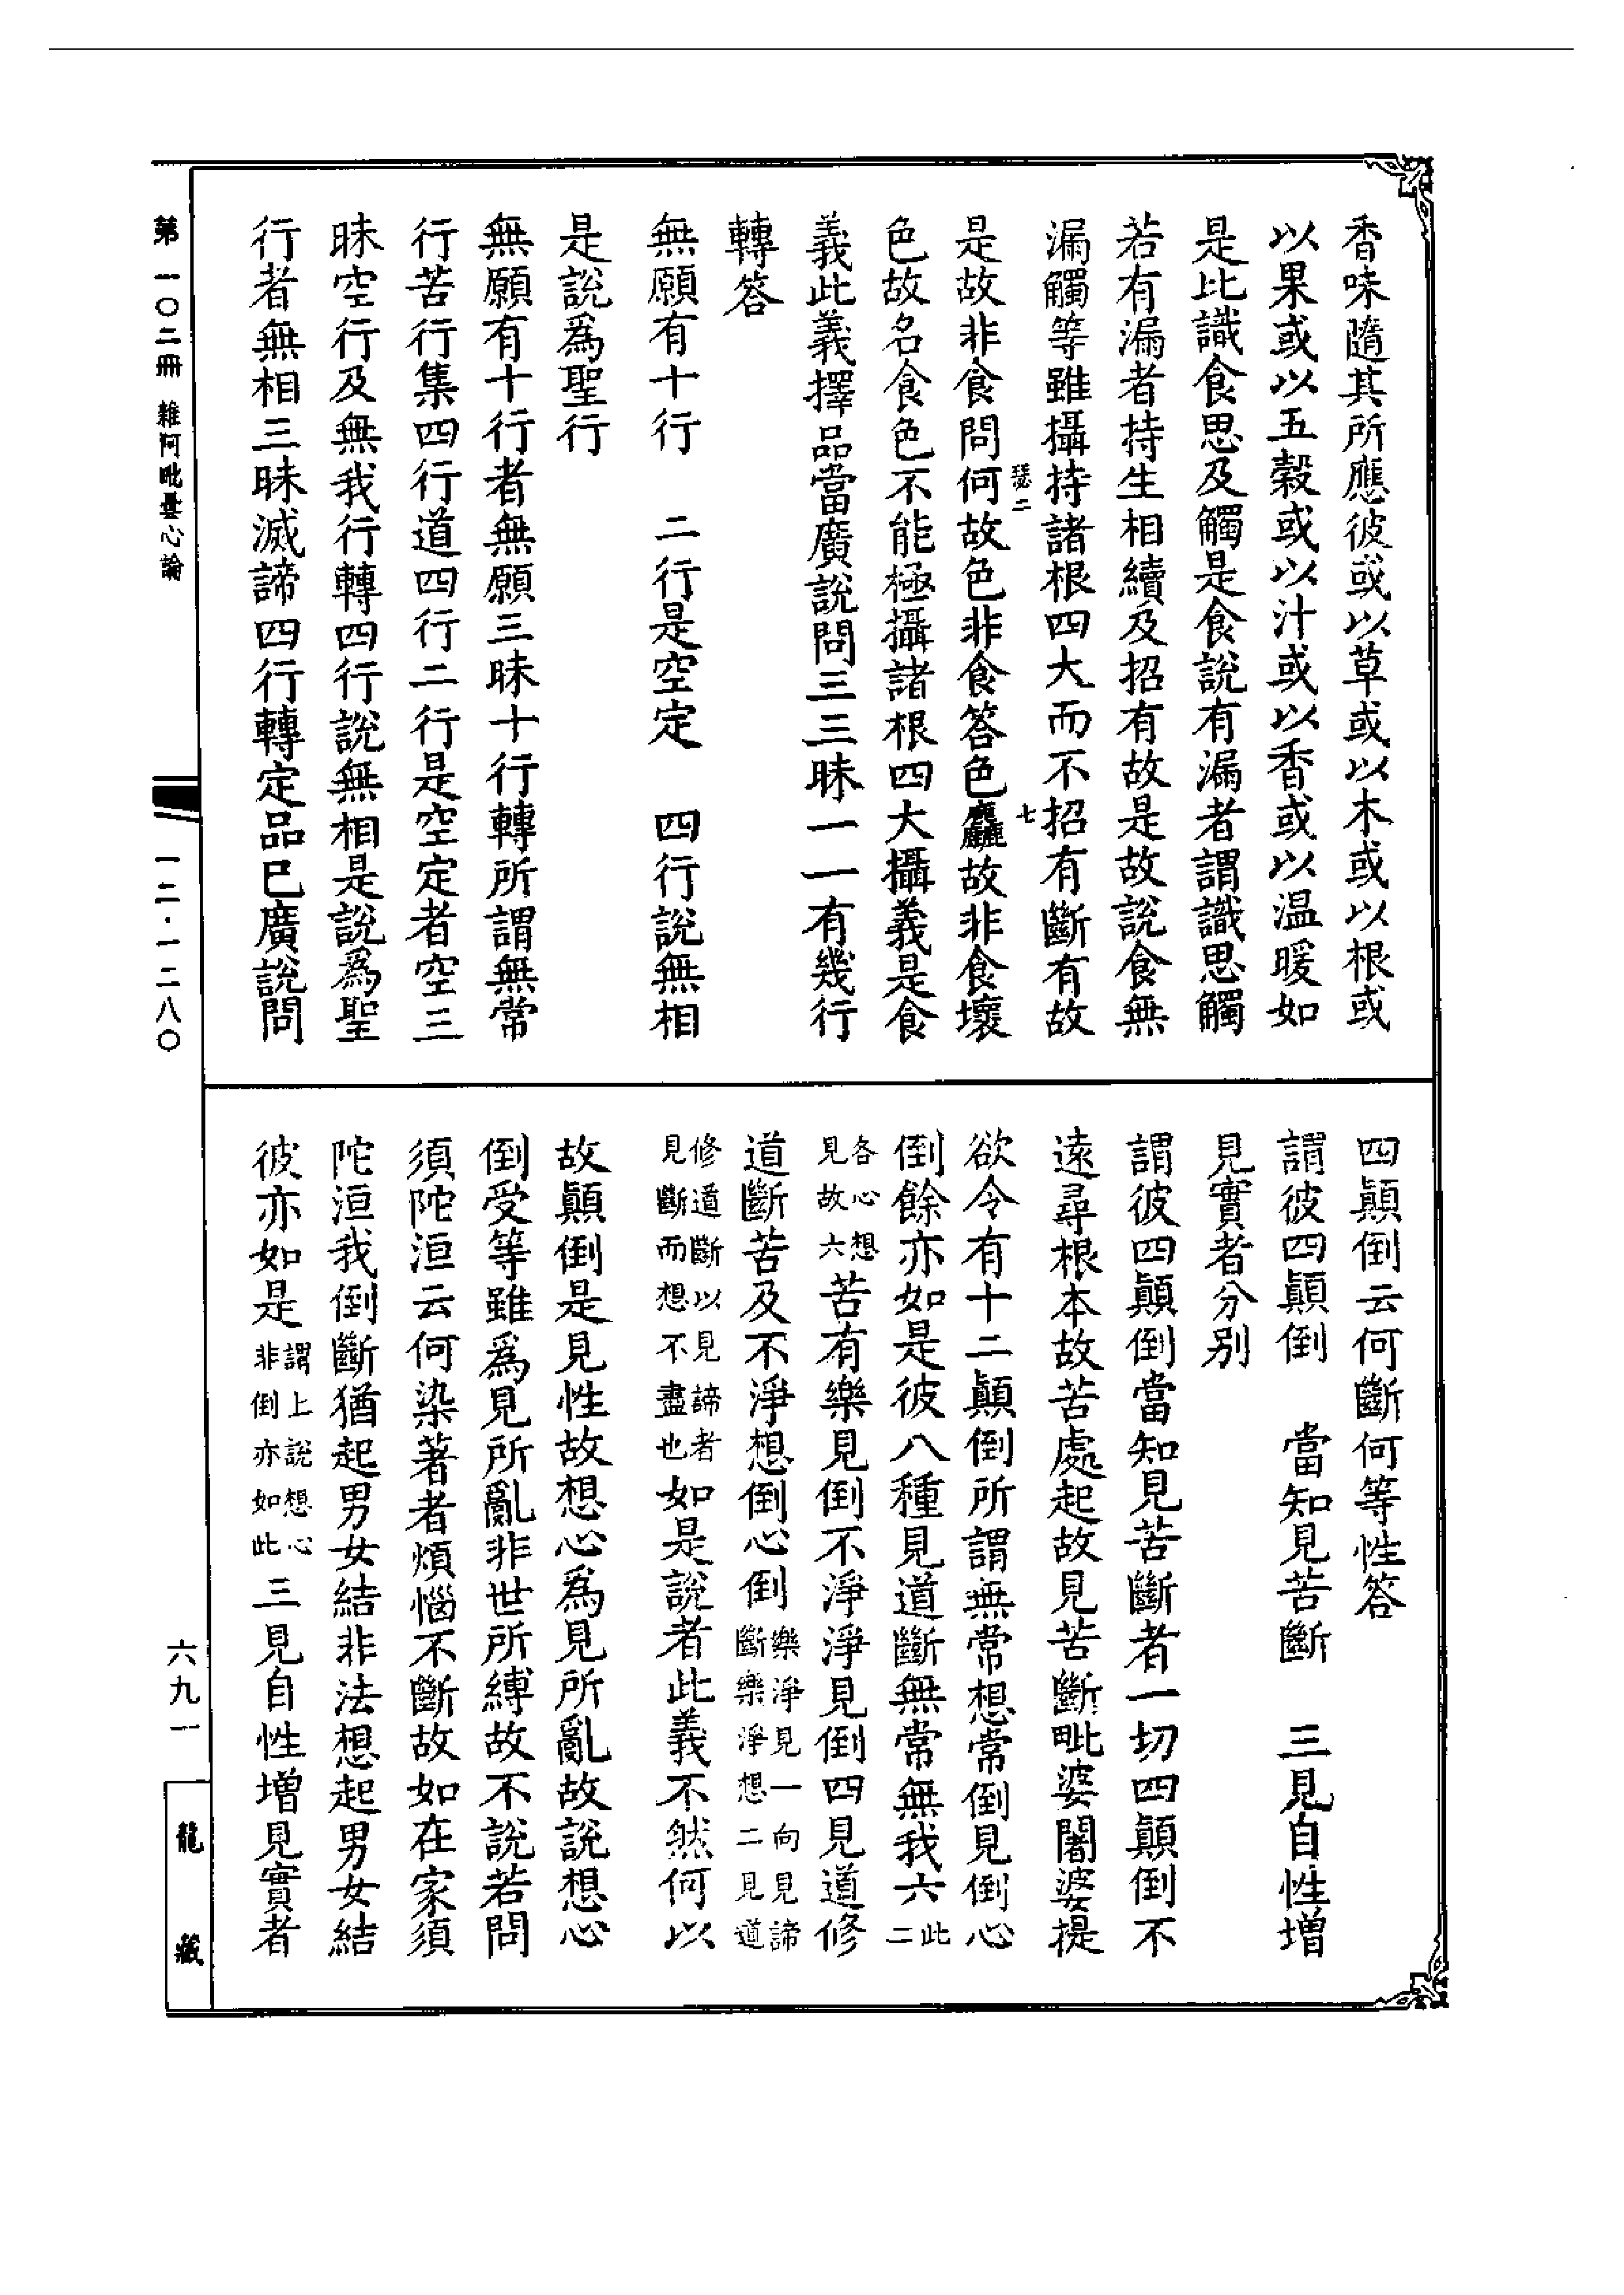 香味隨其所應彼或以草或以木或以根或
以果或以五穀或以汁或以香或以温暖如
是比識食思及觸是食說有漏者謂識思觸
若有漏者持生相續及招有故是故說食無
漏觸等雖攝持諸根四大而不招有斷有故
瑟二 七
是故非食問何故色非食答色麤故非食壞
色故名食色不能極攝諸根四大攝義是食
義此義擇品當廣說問三三昧一一有幾行
轉答
無願有十行 二行是空定 四行說無相
是說爲聖行
無願有十行者無願三昧十行轉所謂無常
行苦行集四行道四行二行是空定者空三
昧空行及無我行轉四行說無相是說爲聖
行者無相三昧滅諦四行轉定品已廣說問
四顛倒云何斷何等性答
謂彼四顛倒 當知見苦斷 三見自性增
見實者分別
謂彼四顛倒當知見苦斷者一切四顛倒不
遠尋根本故苦處起故見苦斷毗婆闍婆提
欲令有十二顛倒所謂無常想常倒見倒心
倒餘亦如是彼八種見道斷無常無我六此二
各心想見故六苦有樂見倒不淨淨見倒四見道修
道斷苦及不淨想倒心倒樂淨見一向見諦斷樂淨想二見道
修道斷以見諦者見斷而想不盡也如是說者此義不然何以
故顛倒是見性故想心爲見所亂故說想心
倒受等雖爲見所亂非世所縛故不說若問
須陀洹云何染著者煩惱不斷故如在家須
陀洹我倒斷猶起男女結非法想起男女結
彼亦如是謂上說想心非倒亦如此三見自性增見實者
第一〇二冊 雜阿毗曇心論
一二·一二八〇
六九一
龍藏